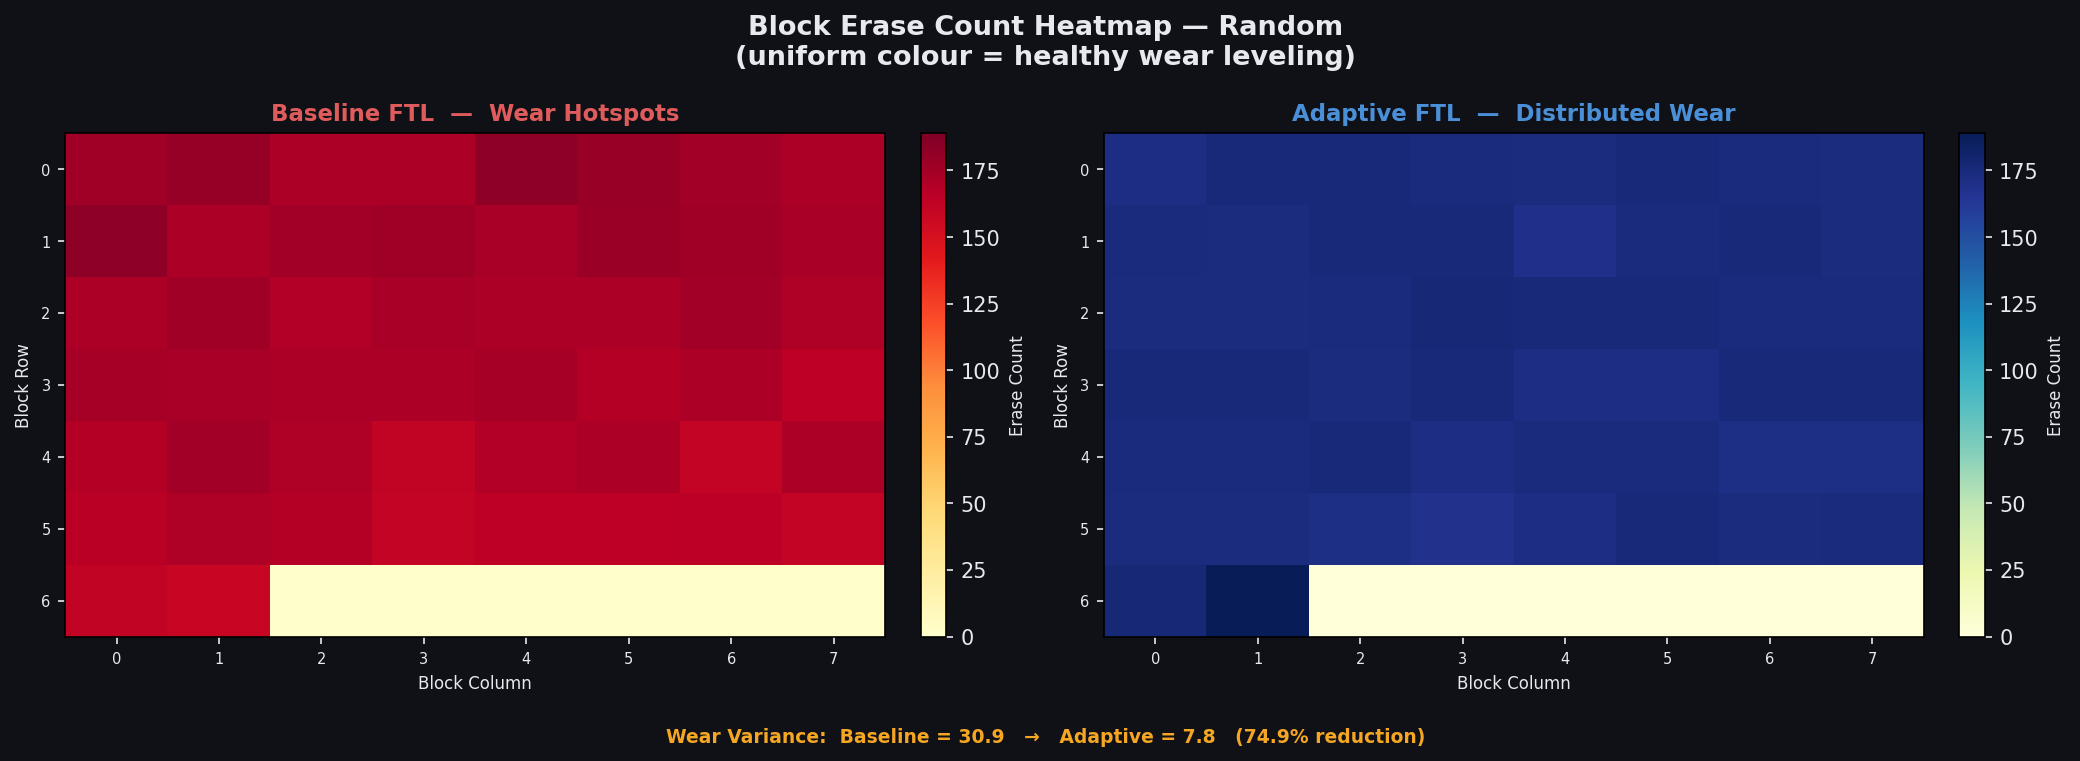 Block Erase Count Heatmap — Random
(uniform colour = healthy wear leveling)
Baseline FTL — Wear Hotspots
Block Row
0
1
2
3
4
5
6
0 1 2 3 4 5 6 7
Block Column
175
150
125
100
75
50
25
0
Erase Count
Adaptive FTL — Distributed Wear
Block Row
0
1
2
3
4
5
6
0 1 2 3 4 5 6 7
Block Column
175
150
125
100
75
50
25
0
Erase Count
Wear Variance: Baseline = 30.9 → Adaptive = 7.8 (74.9% reduction)